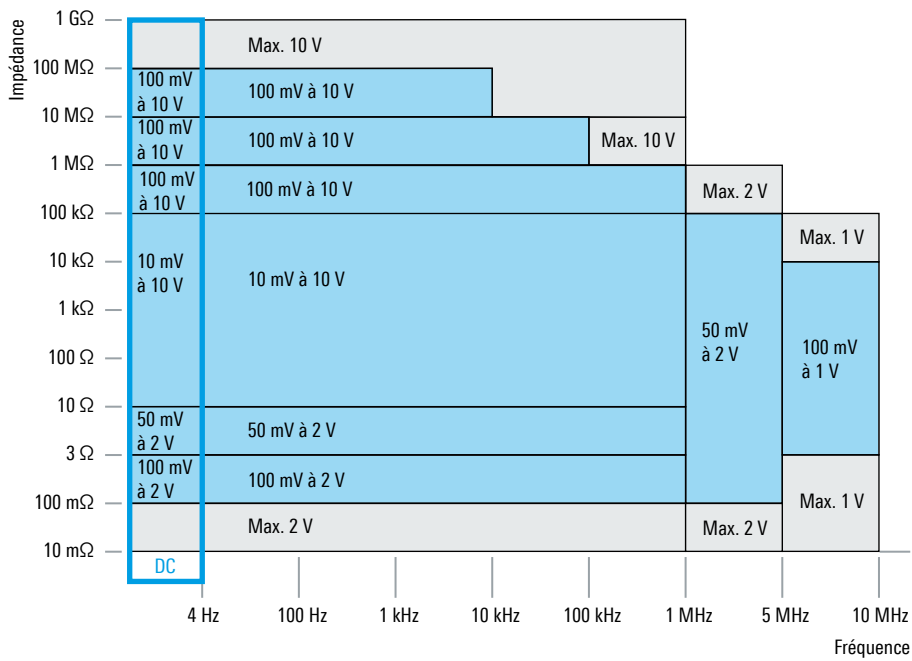 Impédance
1 GΩ
100 MΩ
10 MΩ
1 MΩ
100 kΩ
10 kΩ
1 kΩ
100 Ω
10 Ω
3 Ω
100 mΩ
10 mΩ
Max. 10 V
100 mV
à 10 V
100 mV à 10 V
100 mV
à 10 V
100 mV à 10 V
Max. 10 V
100 mV
à 10 V
100 mV à 10 V
Max. 2 V
Max. 1 V
10 mV
à 10 V
10 mV à 10 V
50 mV
à 2 V
100 mV
à 1 V
50 mV
à 2 V
50 mV à 2 V
100 mV
à 2 V
100 mV à 2 V
Max. 1 V
Max. 2 V
Max. 2 V
DC
4 Hz
100 Hz
1 kHz
10 kHz
100 kHz
1 MHz
5 MHz
10 MHz
Fréquence